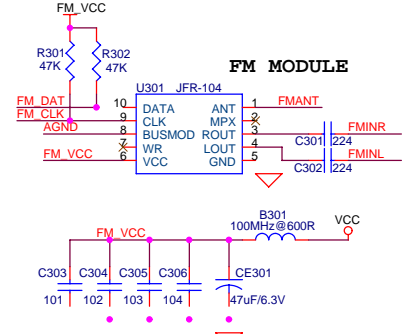 FM_VCC
R301 R302
47K 47K
FM MODULE
U301 JFR-104
FM_DAT 10 DATA ANT 1 FMANT
FM_CLK 9 CLK MPX 2
AGND 8 BUSMOD ROUT 3 FMINR
7 WR LOUT 4 C301 224
FM_VCC 6 VCC GND 5 FMINL
C302 224
B301
100MHz@600R
VCC
FM_VCC
C303 C304 C305 C306 CE301
101 102 103 104 47uF/6.3V